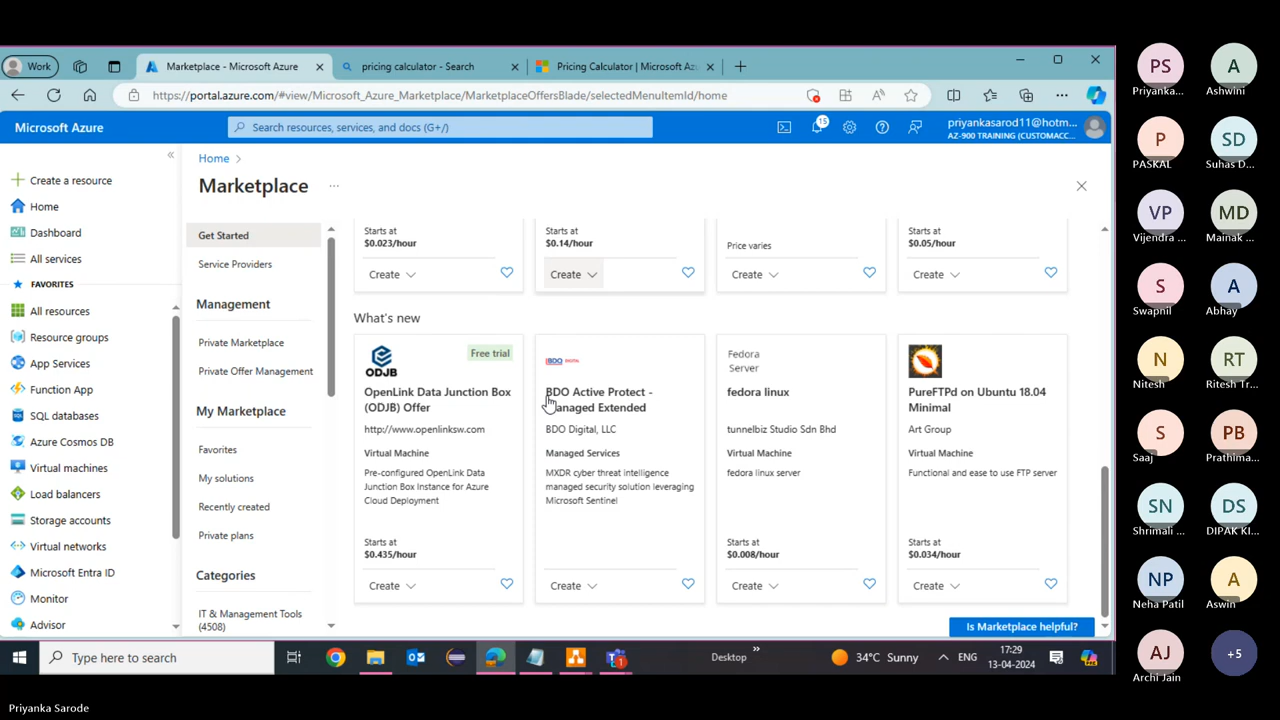 Work
Marketplace - Microsoft Azure
pricing calculator - Search
Pricing Calculator | Microsoft Az
https://portal.azure.com/#view/Microsoft_Azure_Marketplace/MarketplaceOffersBlade/selectedMenuItemId/home
Microsoft Azure
Search resources, services, and docs (G+/)
15
priyankasarod11@hotm...
AZ-900 TRAINING (CUSTOMACC...
Create a resource
Home
Dashboard
All services
FAVORITES
All resources
Resource groups
App Services
Function App
SQL databases
Azure Cosmos DB
Virtual machines
Load balancers
Storage accounts
Virtual networks
Microsoft Entra ID
Monitor
Advisor
Home
Marketplace
Get Started
Service Providers
Management
Private Marketplace
Private Offer Management
My Marketplace
Favorites
My solutions
Recently created
Private plans
Categories
IT & Management Tools
(4508)
Starts at
$0.023/hour
Create
Starts at
$0.14/hour
Create
Price varies
Create
Starts at
$0.05/hour
Create
What's new
ODJB
Free trial
OpenLink Data Junction Box
(ODJB) Offer
http://www.openlinksw.com
Virtual Machine
Pre-configured OpenLink Data
Junction Box Instance for Azure
Cloud Deployment
Starts at
$0.435/hour
Create
BDO DIGITAL
BDO Active Protect -
Managed Extended
BDO Digital, LLC
Managed Services
MXDR cyber threat intelligence
managed security solution leveraging
Microsoft Sentinel
Create
Fedora
Server
fedora linux
tunnelbiz Studio Sdn Bhd
Virtual Machine
fedora linux server
Starts at
$0.008/hour
Create
PureFTPd on Ubuntu 18.04
Minimal
Art Group
Virtual Machine
Functional and ease to use FTP server
Starts at
$0.034/hour
Create
Is Marketplace helpful?
Type here to search
1
Desktop
34°C Sunny
ENG
17:29
13-04-2024
PS
Priyanka...
A
Ashwini
P
PASKAL
SD
Suhas D...
VP
Vijendra ...
MD
Mainak ...
S
Swapnil
A
Abhay
N
Nitesh
RT
Ritesh Tr...
S
Saaj
PB
Prathima...
SN
Shrimali ...
DS
DIPAK KI...
NP
Neha Patil
A
Aswin
AJ
Archi Jain
+5
Priyanka Sarode